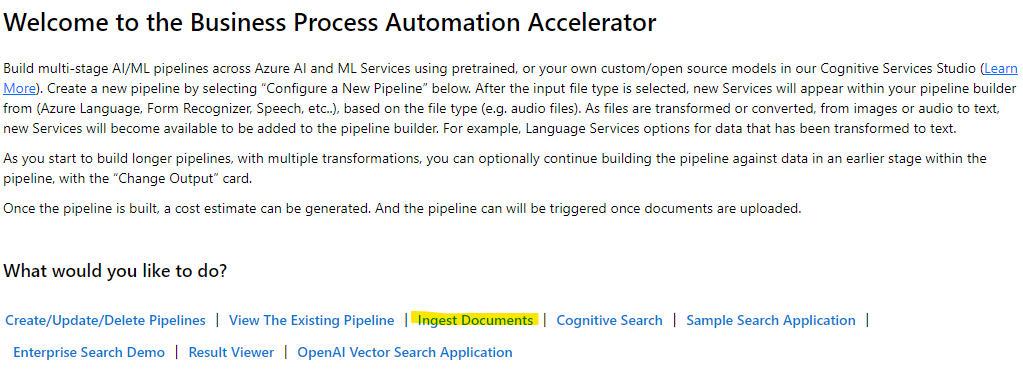 Welcome to the Business Process Automation Accelerator
Build multi-stage AI/ML pipelines across Azure AI and ML Services using pretrained, or your own custom/open source models in our Cognitive Services Studio (Learn
More). Create a new pipeline by selecting “Configure a New Pipeline” below. After the input file type is selected, new Services will appear within your pipeline builder
from (Azure Language, Form Recognizer, Speech, etc..), based on the file type (e.g. audio files). As files are transformed or converted, from images or audio to text,
new Services will become available to be added to the pipeline builder. For example, Language Services options for data that has been transformed to text.
As you start to build longer pipelines, with multiple transformations, you can optionally continue building the pipeline against data in an earlier stage within the
pipeline, with the “Change Output” card.
Once the pipeline is built, a cost estimate can be generated. And the pipeline can will be triggered once documents are uploaded.
What would you like to do?
Create/Update/Delete Pipelines | View The Existing Pipeline | Ingest Documents | Cognitive Search | Sample Search Application |
Enterprise Search Demo | Result Viewer | OpenAI Vector Search Application